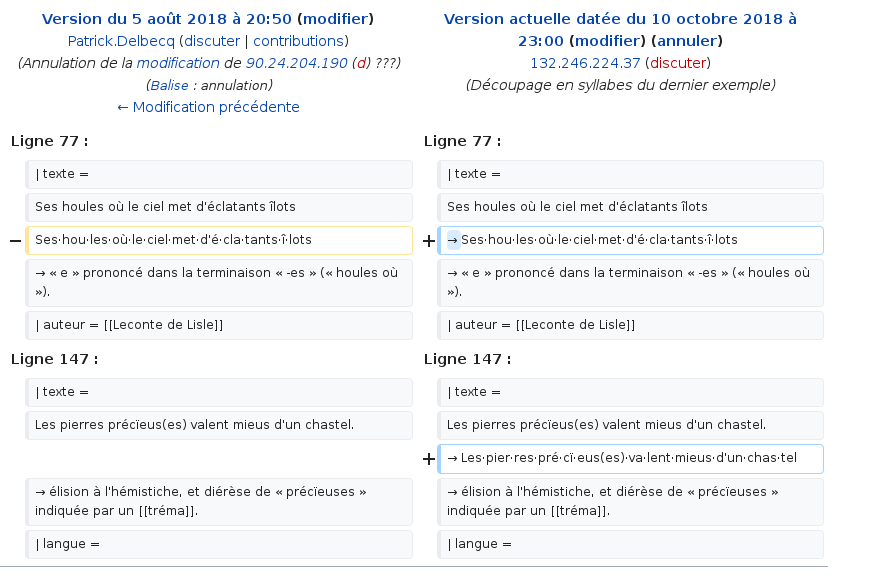 Version du 5 août 2018 à 20:50 (modifier)
Patrick.Delbecq (discuter | contributions)
(Annulation de la modification de 90.24.204.190 (d) ???)
(Balise : annulation)
← Modification précédente
Version actuelle datée du 10 octobre 2018 à
23:00 (modifier) (annuler)
132.246.224.37 (discuter)
(Découpage en syllabes du dernier exemple)
Ligne 77 :
Ligne 77 :
| texte =
| texte =
Ses houles où le ciel met d'éclatants îlots
Ses houles où le ciel met d'éclatants îlots
− Ses·hou·les·où·le·ciel·met·d'é·cla·tants·î·lots
+ → Ses·hou·les·où·le·ciel·met·d'é·cla·tants·î·lots
→ « e » prononcé dans la terminaison « -es » (« houles où
»).
→ « e » prononcé dans la terminaison « -es » (« houles où
»).
| auteur = [[Leconte de Lisle]]
| auteur = [[Leconte de Lisle]]
Ligne 147 :
Ligne 147 :
| texte =
| texte =
Les pierres précïeus(es) valent mieus d'un chastel.
Les pierres précïeus(es) valent mieus d'un chastel.
+ → Les·pier·res·pré·cï·eus(es)·va·lent·mieus·d'un·chas·tel
→ élision à l'hémistiche, et diérèse de « précïeuses »
indiquée par un [[tréma]].
→ élision à l'hémistiche, et diérèse de « précïeuses »
indiquée par un [[tréma]].
| langue =
| langue =